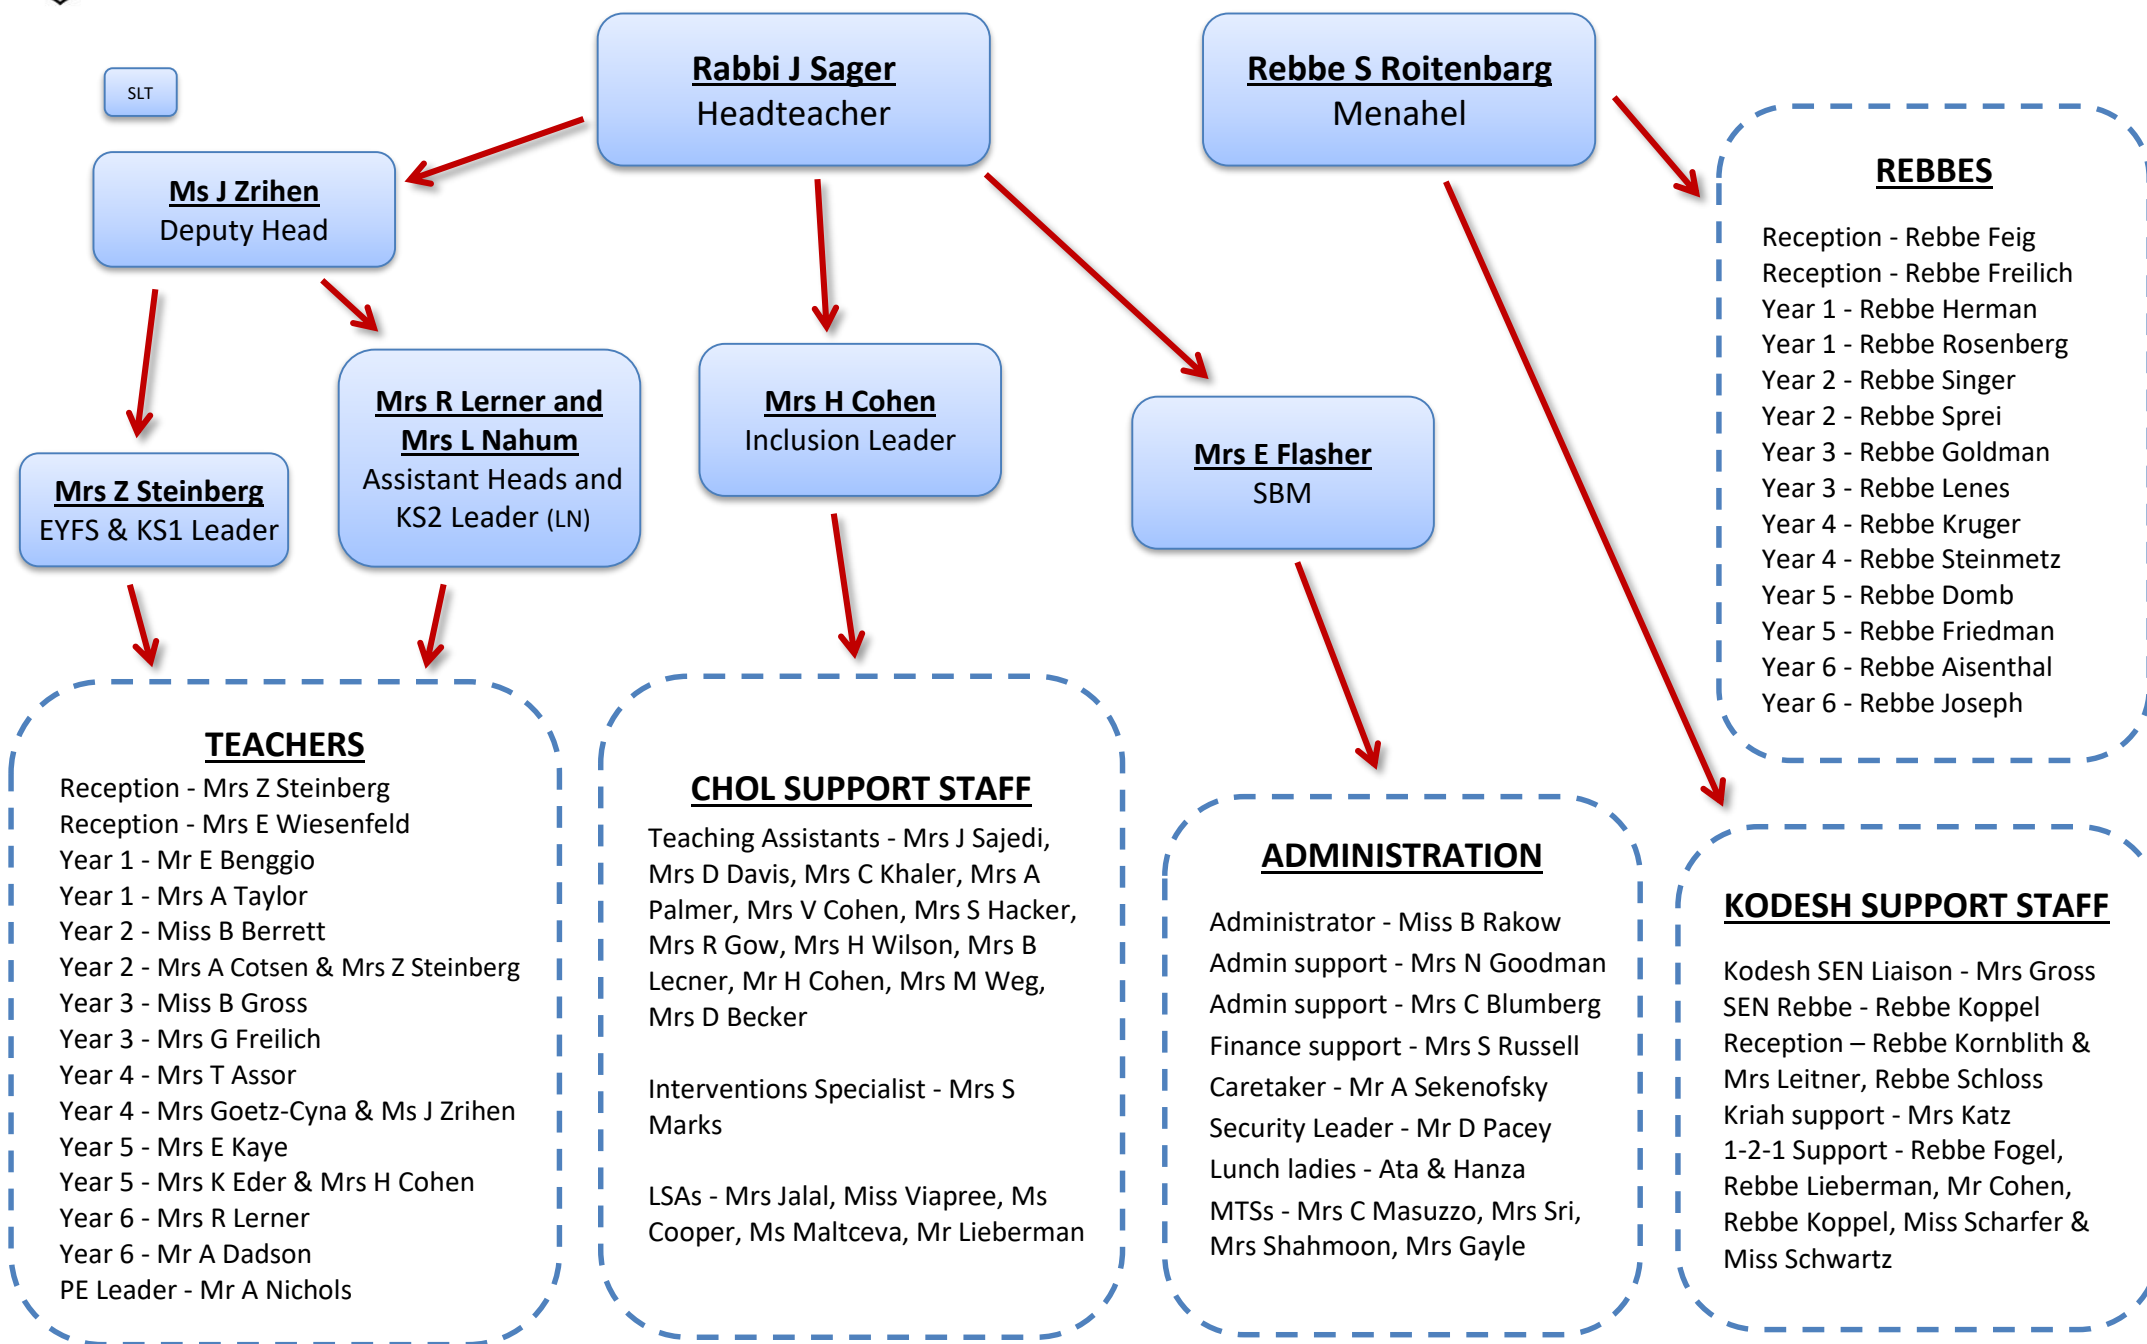 SLT
Rabbi J Sager
Headteacher
Rebbe S Roitenbarg
Menahel
Ms J Zrihen
Deputy Head
Mrs Z Steinberg
EYFS & KS1 Leader
Mrs R Lerner and
Mrs L Nahum
Assistant Heads and
KS2 Leader (LN)
Mrs H Cohen
Inclusion Leader
Mrs E Flasher
SBM
REBBES
Reception - Rebbe Feig
Reception - Rebbe Freilich
Year 1 - Rebbe Herman
Year 1 - Rebbe Rosenberg
Year 2 - Rebbe Singer
Year 2 - Rebbe Sprei
Year 3 - Rebbe Goldman
Year 3 - Rebbe Lenes
Year 4 - Rebbe Kruger
Year 4 - Rebbe Steinmetz
Year 5 - Rebbe Domb
Year 5 - Rebbe Friedman
Year 6 - Rebbe Aisenthal
Year 6 - Rebbe Joseph
TEACHERS
Reception - Mrs Z Steinberg
Reception - Mrs E Wiesenfeld
Year 1 - Mr E Benggio
Year 1 - Mrs A Taylor
Year 2 - Miss B Berrett
Year 2 - Mrs A Cotsen & Mrs Z Steinberg
Year 3 - Miss B Gross
Year 3 - Mrs G Freilich
Year 4 - Mrs T Assor
Year 4 - Mrs Goetz-Cyna & Ms J Zrihen
Year 5 - Mrs E Kaye
Year 5 - Mrs K Eder & Mrs H Cohen
Year 6 - Mrs R Lerner
Year 6 - Mr A Dadson
PE Leader - Mr A Nichols
CHOL SUPPORT STAFF
Teaching Assistants - Mrs J Sajedi,
Mrs D Davis, Mrs C Khaler, Mrs A
Palmer, Mrs V Cohen, Mrs S Hacker,
Mrs R Gow, Mrs H Wilson, Mrs B
Lecner, Mr H Cohen, Mrs M Weg,
Mrs D Becker
Interventions Specialist - Mrs S
Marks
LSAs - Mrs Jalal, Miss Viapree, Ms
Cooper, Ms Maltceva, Mr Lieberman
ADMINISTRATION
Administrator - Miss B Rakow
Admin support - Mrs N Goodman
Admin support - Mrs C Blumberg
Finance support - Mrs S Russell
Caretaker - Mr A Sekenofsky
Security Leader - Mr D Pacey
Lunch ladies - Ata & Hanza
MTSs - Mrs C Masuzzo, Mrs Sri,
Mrs Shahmoon, Mrs Gayle
KODESH SUPPORT STAFF
Kodesh SEN Liaison - Mrs Gross
SEN Rebbe - Rebbe Koppel
Reception – Rebbe Kornblith &
Mrs Leitner, Rebbe Schloss
Kriah support - Mrs Katz
1-2-1 Support - Rebbe Fogel,
Rebbe Lieberman, Mr Cohen,
Rebbe Koppel, Miss Scharfer &
Miss Schwartz